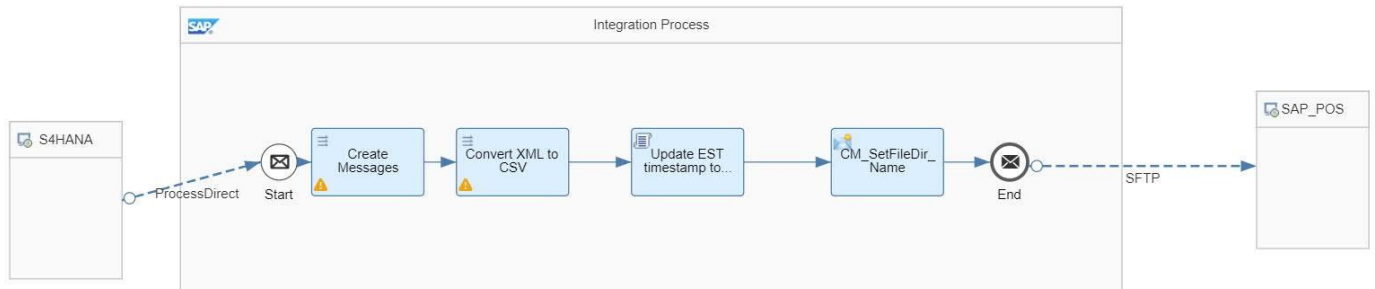 SAP
Integration Process
S4HANA
ProcessDirect
Start
Create
Messages
Convert XML to
CSV
Update EST
timestamp to...
CM_SetFileDir_
Name
End
SFTP
SAP_POS